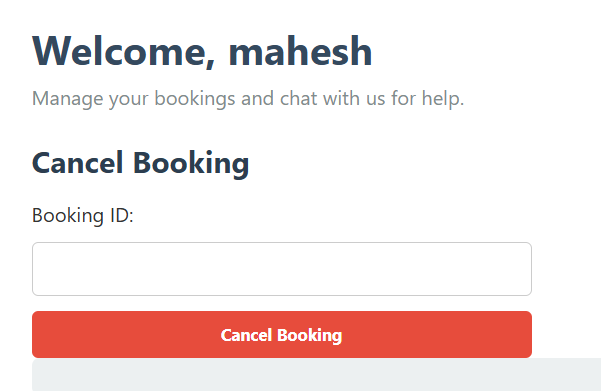 Welcome, mahesh
Manage your bookings and chat with us for help.
Cancel Booking
Booking ID:
Cancel Booking